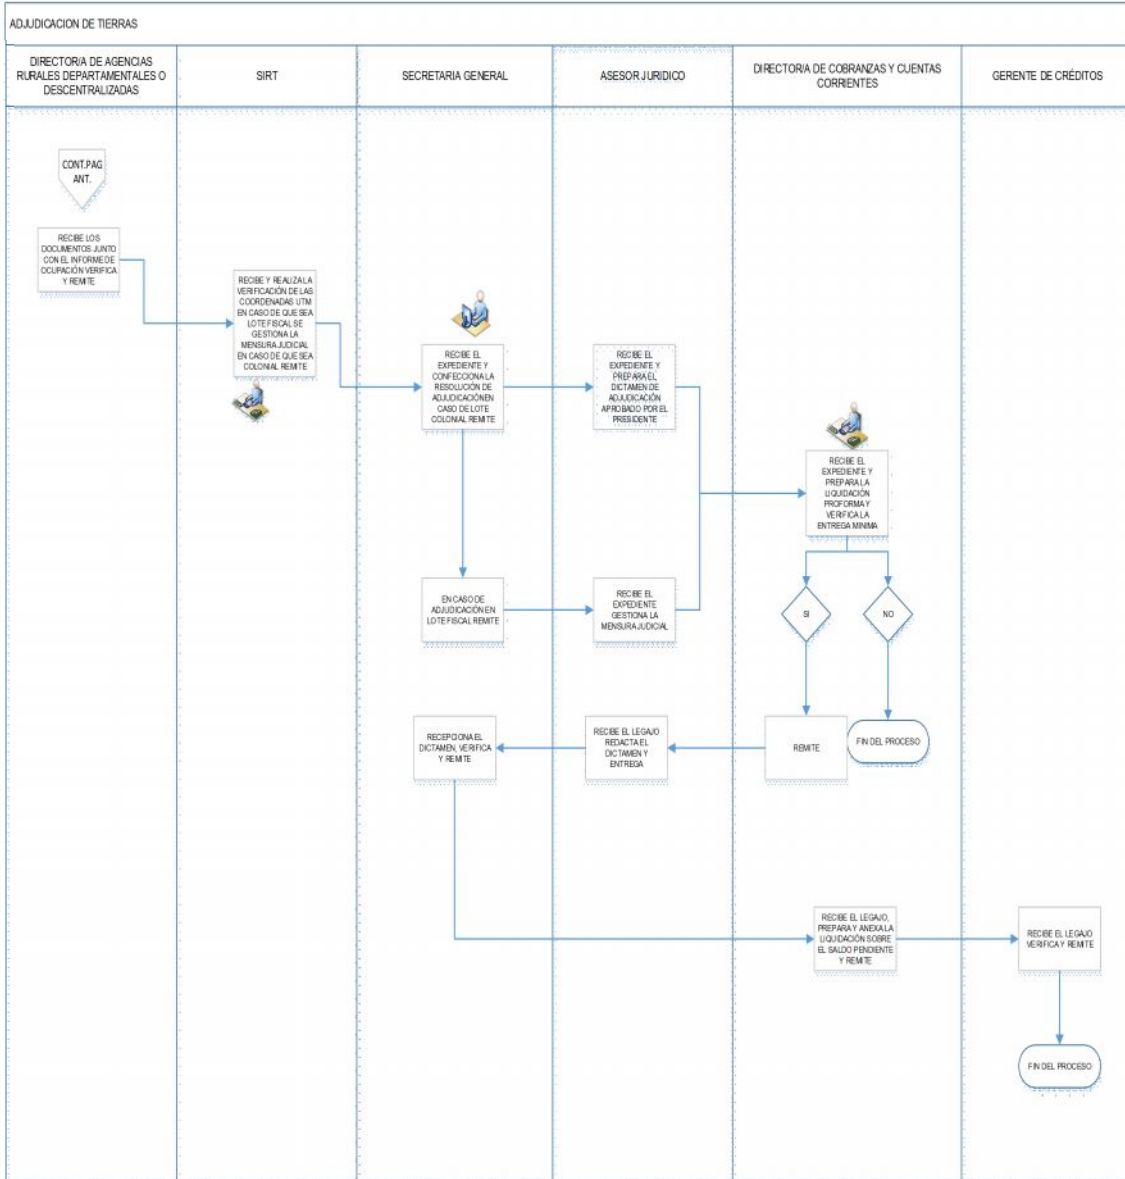 ADJUDICACION DE TIERRAS
DIRECTOR/A DE AGENCIAS
RURALES DEPARTAMENTALES O
DESCENTRALIZADAS
SIRT
SECRETARIA GENERAL
ASESOR JURIDICO
DIRECTOR/A DE COBRANZAS Y CUENTAS
CORRIENTES
GERENTE DE CRÉDITOS
CONT.PAG
ANT.
RECIBE LOS
DOCUMENTOS JUNTO
CON EL INFORME DE
OCUPACIÓN VERIFICA
Y REMITE
RECIBE Y REALIZA LA
VERIFICACIÓN DE LAS
COORDENADAS UTM
EN CASO DE QUE SEA
LOTE FISCAL SE
GESTIONA LA
MENSURA JUDICIAL
EN CASO DE QUE SEA
COLONIAL REMITE
RECIBE EL
EXPEDIENTE Y
CONFECCIONA LA
RESOLUCIÓN DE
ADJUDICACIÓN EN
CASO DE LOTE
COLONIAL REMITE
RECIBE EL
EXPEDIENTE Y
PREPARA EL
DICTAMEN DE
ADJUDICACIÓN
APROBADO POR EL
PRESIDENTE
RECIBE EL
EXPEDIENTE Y
PREPARA LA
LIQUIDACIÓN
PROFORMA Y
VERIFICA LA
ENTREGA MINIMA
EN CASO DE
ADJUDICACIÓN EN
LOTE FISCAL REMITE
RECIBE EL
EXPEDIENTE
GESTIONA LA
MENSURA JUDICIAL
SI
NO
RECEPCIONA EL
DICTAMEN, VERIFICA
Y REMITE
RECIBE EL LEGAJO
REDACTA EL
DICTAMEN Y
ENTREGA
REMITE
FIN DEL PROCESO
RECIBE EL LEGAJO,
PREPARA Y ANEXA LA
LIQUIDACIÓN SOBRE
EL SALDO PENDIENTE
Y REMITE
RECIBE EL LEGAJO
VERIFICA Y REMITE
FIN DEL PROCESO